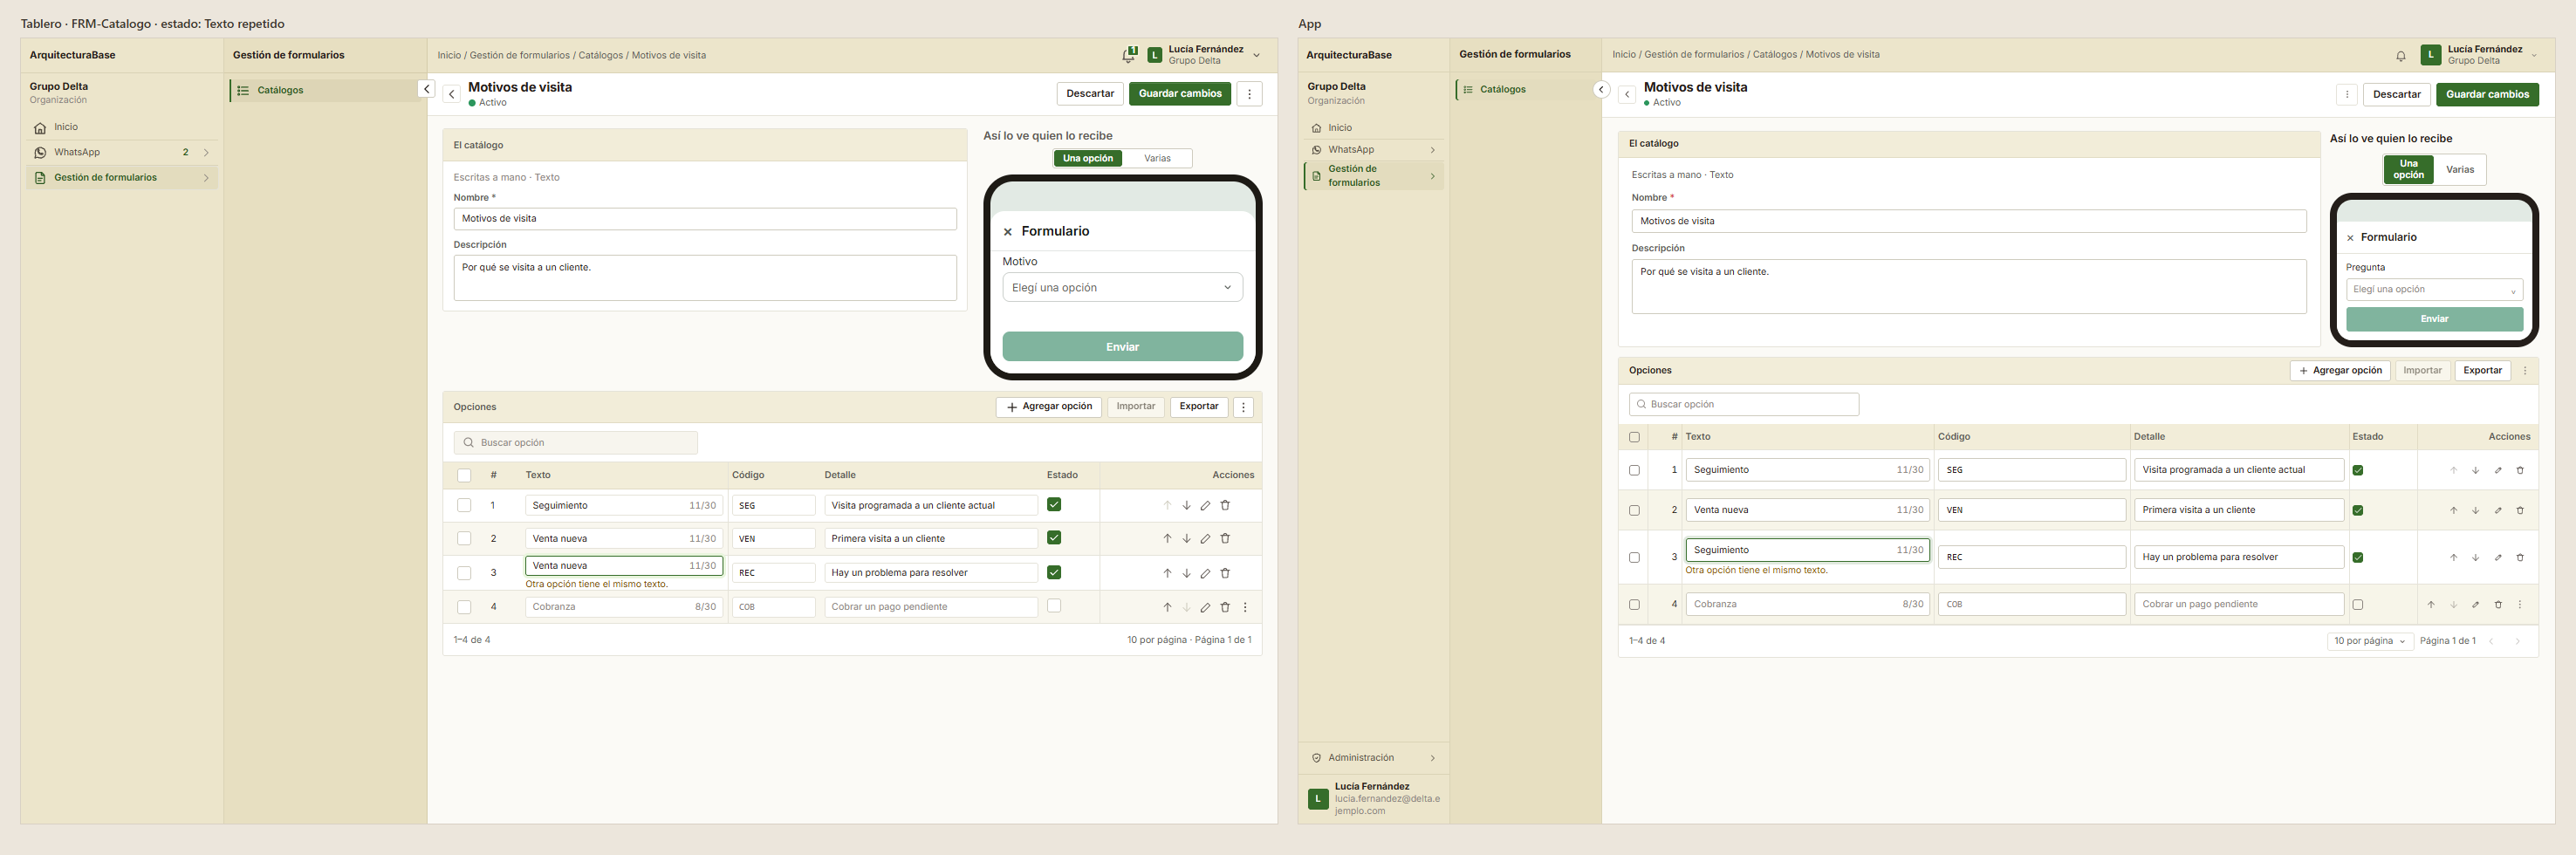 Tablero · FRM-Catalogo · estado: Texto repetido
ArquitecturaBase
Grupo Delta
Organización
Inicio
WhatsApp 2
Gestión de formularios
Gestión de formularios
Catálogos
Inicio / Gestión de formularios / Catálogos / Motivos de visita
1
L
Lucía Fernández
Grupo Delta
Motivos de visita
Activo
Descartar
Guardar cambios
El catálogo
Escritas a mano · Texto
Nombre *
Motivos de visita
Descripción
Por qué se visita a un cliente.
Así lo ve quien lo recibe
Una opción Varias
× Formulario
Motivo
Elegí una opción
Enviar
Opciones
+ Agregar opción Importar Exportar
Buscar opción
# Texto Código Detalle Estado Acciones
1 Seguimiento 11/30 SEG Visita programada a un cliente actual
2 Venta nueva 11/30 VEN Primera visita a un cliente
3 Venta nueva 11/30 REC Hay un problema para resolver
Otra opción tiene el mismo texto.
4 Cobranza 8/30 COB Cobrar un pago pendiente
1–4 de 4
10 por página · Página 1 de 1
App
ArquitecturaBase
Grupo Delta
Organización
Inicio
WhatsApp
Gestión de
formularios
Administración
L
Lucía Fernández
lucia.fernandez@delta.e
jemplo.com
Gestión de formularios
Catálogos
Inicio / Gestión de formularios / Catálogos / Motivos de visita
L
Lucía Fernández
Grupo Delta
Motivos de visita
Activo
Descartar
Guardar cambios
El catálogo
Escritas a mano · Texto
Nombre *
Motivos de visita
Descripción
Por qué se visita a un cliente.
Así lo ve quien lo recibe
Una
opción
Varias
× Formulario
Pregunta
Elegí una opción
Enviar
Opciones
+ Agregar opción Importar Exportar
Buscar opción
# Texto Código Detalle Estado Acciones
1 Seguimiento 11/30 SEG Visita programada a un cliente actual
2 Venta nueva 11/30 VEN Primera visita a un cliente
3 Seguimiento 11/30 REC Hay un problema para resolver
Otra opción tiene el mismo texto.
4 Cobranza 8/30 COB Cobrar un pago pendiente
1–4 de 4
10 por página Página 1 de 1